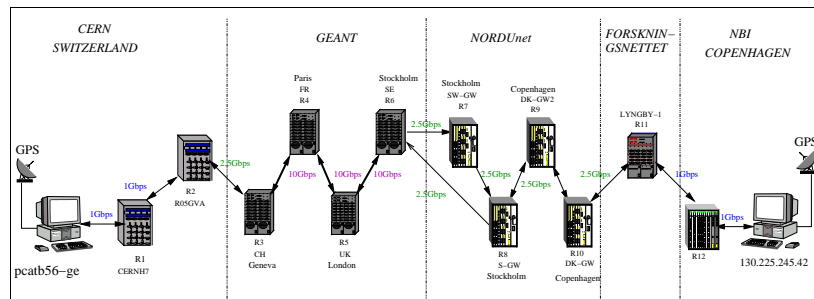 CERN
SWITZERLAND
GEANT
NORDUnet
FORSKNIN-
GSNETTET
NBI
COPENHAGEN
GPS
pcatb56-ge
1Gbps
R1
CERNH7
1Gbps
R2
R05GVA
2.5Gbps
R3
CH
Geneva
10Gbps
Paris
FR
R4
10Gbps
R5
UK
London
10Gbps
Stockholm
SE
R6
2.5Gbps
2.5Gbps
Stockholm
SW-GW
R7
2.5Gbps
R8
S-GW
Stockholm
2.5Gbps
Copenhagen
DK-GW2
R9
2.5Gbps
R10
DK-GW
Copenhagen
2.5Gbps
LYNGBY-1
R11
1Gbps
R12
1Gbps
GPS
130.225.245.42